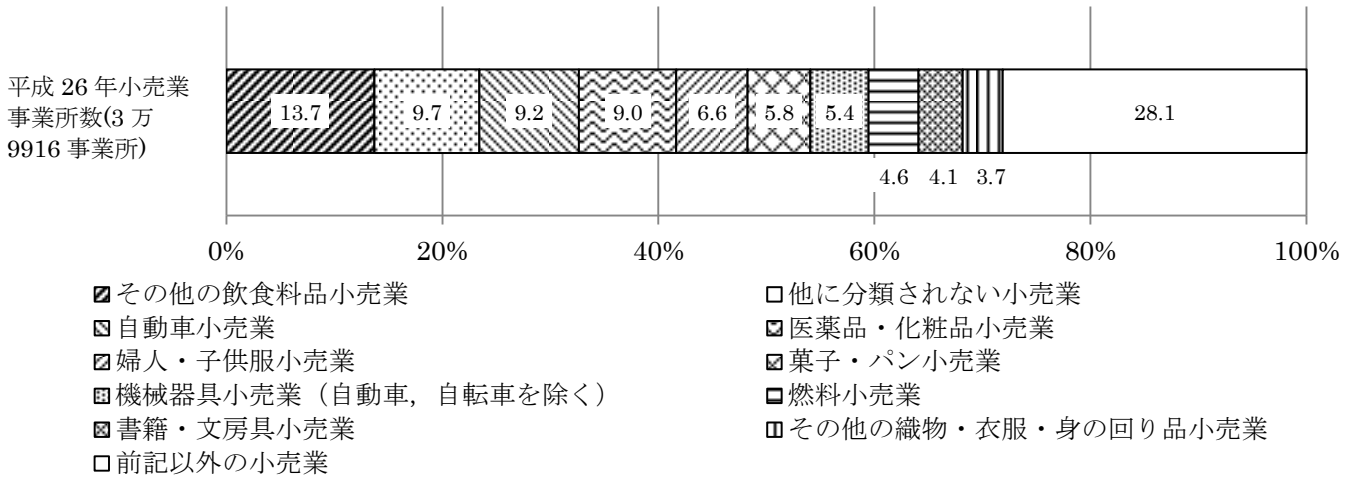 平成 26 年小売業
事業所数(3 万
9916 事業所)
13.7 9.7 9.2 9.0 6.6 5.8 5.4 28.1
4.6 4.1 3.7
0% 20% 40% 60% 80% 100%
その他の飲食料品小売業 他に分類されない小売業
自動車小売業 医薬品・化粧品小売業
婦人・子供服小売業 菓子・パン小売業
機械器具小売業（自動車，自転車を除く） 燃料小売業
書籍・文房具小売業 その他の織物・衣服・身の回り品小売業
前記以外の小売業